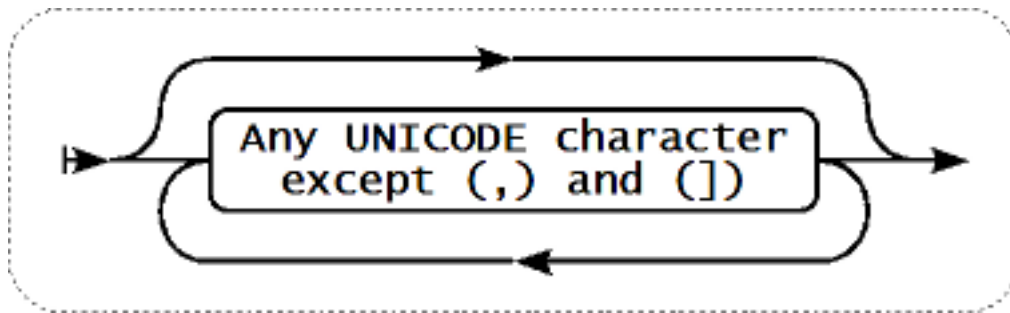 Any UNICODE character
except (,) and (])